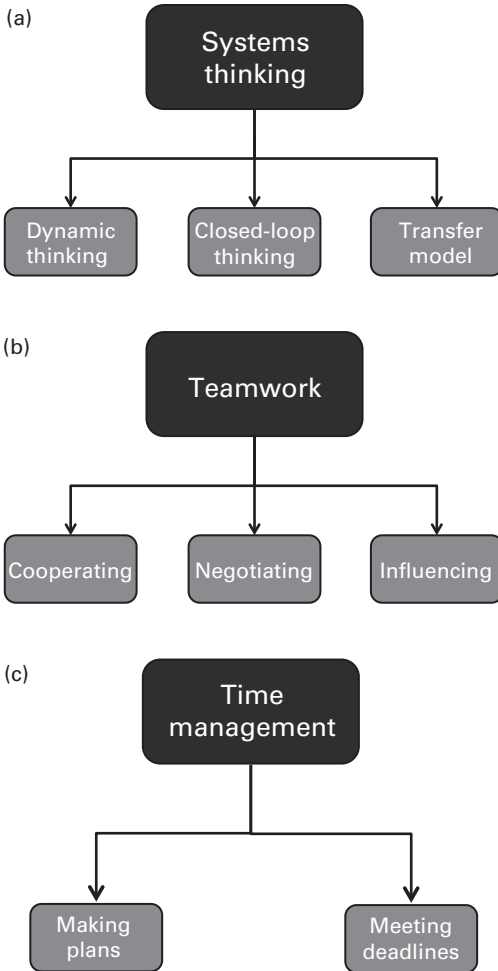 (a)
Systems
thinking
Dynamic
thinking
Closed-loop
thinking
Transfer
model
(b)
Teamwork
Cooperating
Negotiating
Influencing
(c)
Time
management
Making
plans
Meeting
deadlines